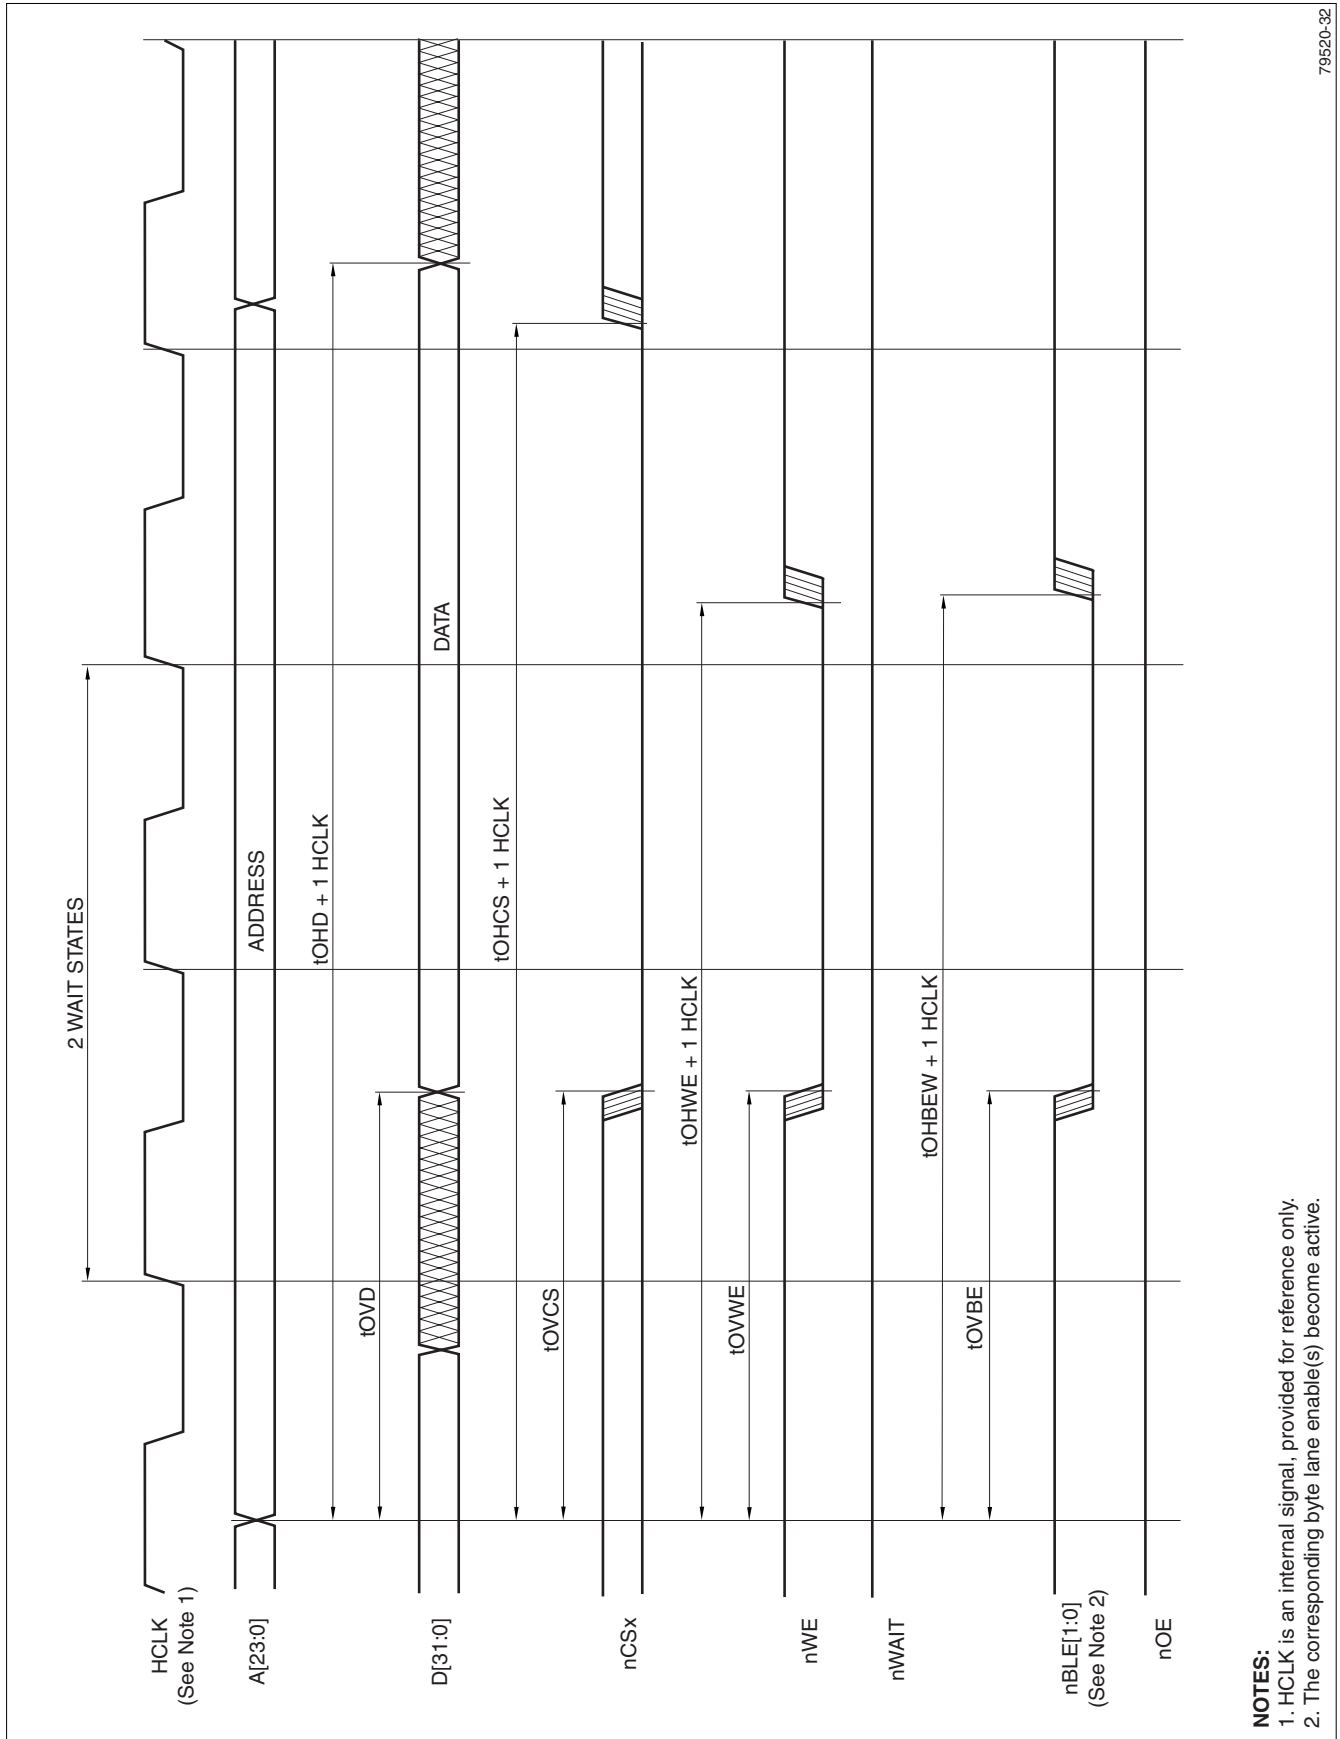 2 WAIT STATES
HCLK
(See Note 1)
A[23:0]
ADDRESS
tOHD + 1 HCLK
tOVD
D[31:0]
DATA
tOHCS + 1 HCLK
tOVCS
nCSx
tOHWE + 1 HCLK
tOVWE
nWE
nWAIT
tOHBEW + 1 HCLK
tOVBE
nBLE[1:0]
(See Note 2)
nOE
NOTES:
1. HCLK is an internal signal, provided for reference only.
2. The corresponding byte lane enable(s) become active.
79520-32